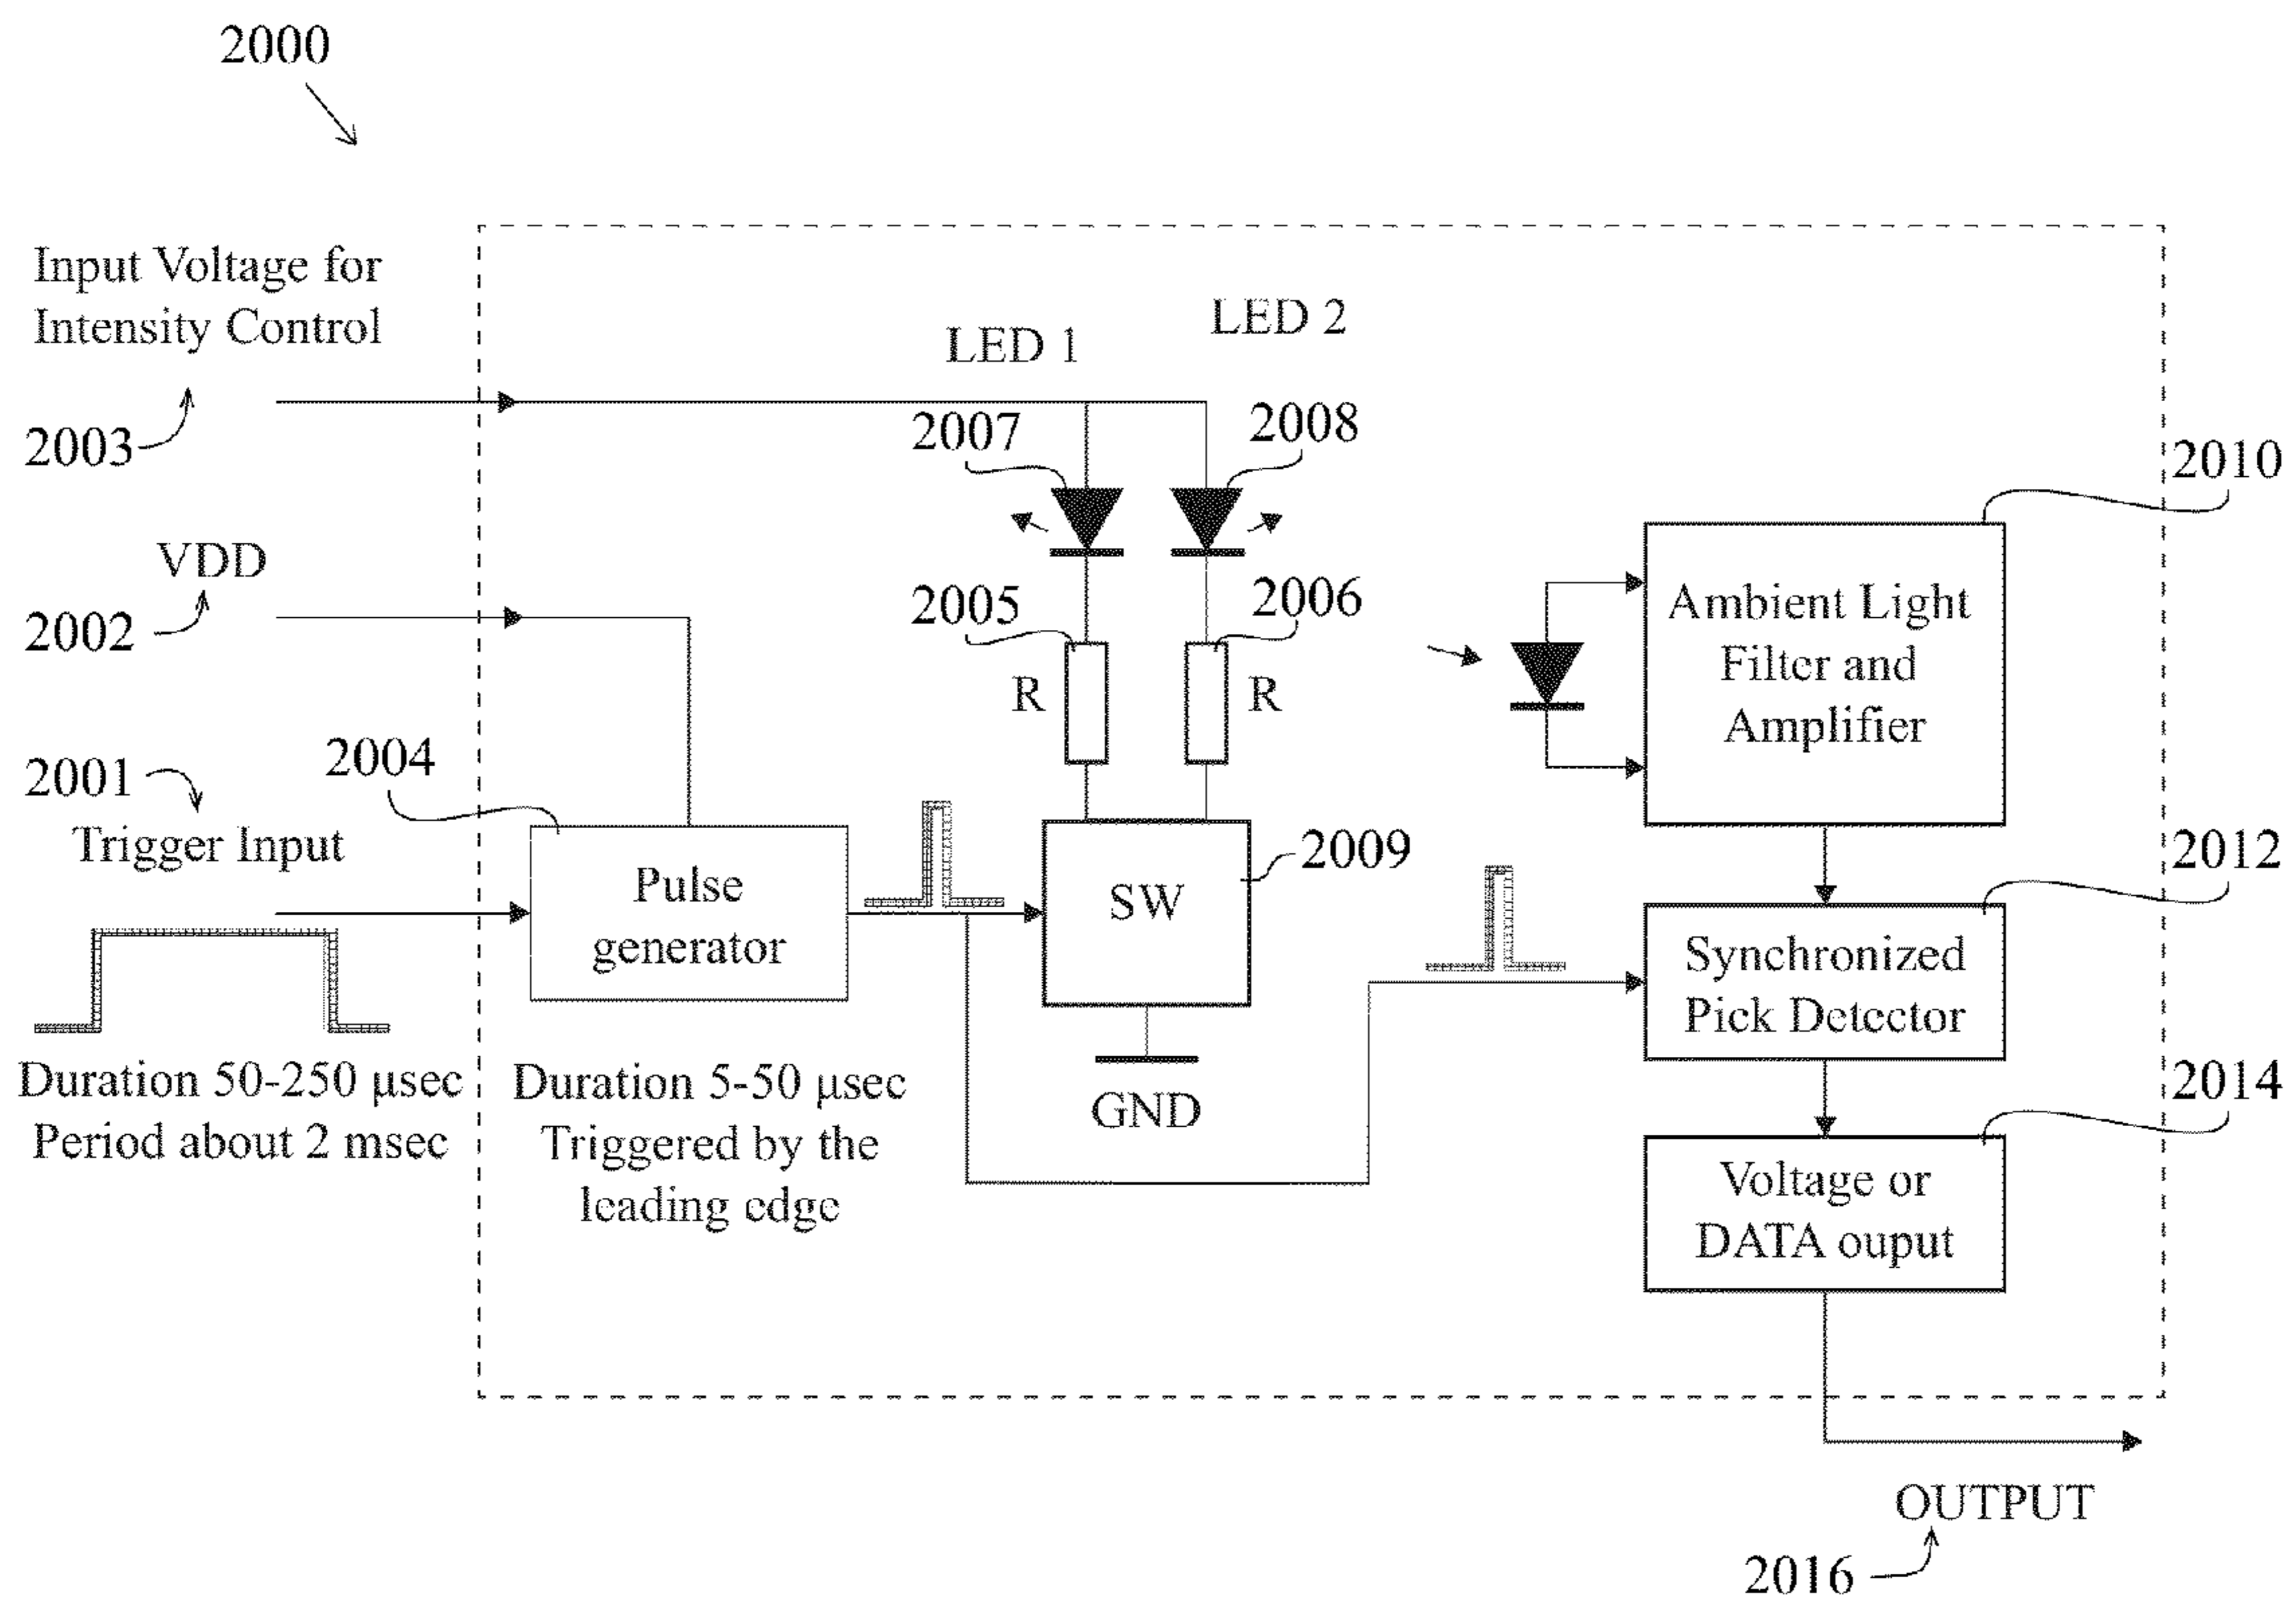 2000
Input Voltage for
Intensity Control
2003
LED 1
LED 2
2007
2008
2010
VDD
2002
2005
2006
R
R
Ambient Light
Filter and
Amplifier
2001
Trigger Input
2004
Pulse
generator
SW
2009
2012
Synchronized
Pick Detector
Duration 50-250 μsec
Period about 2 msec
Duration 5-50 μsec
Triggered by the
leading edge
GND
2014
Voltage or
DATA ouput
OUTPUT
2016